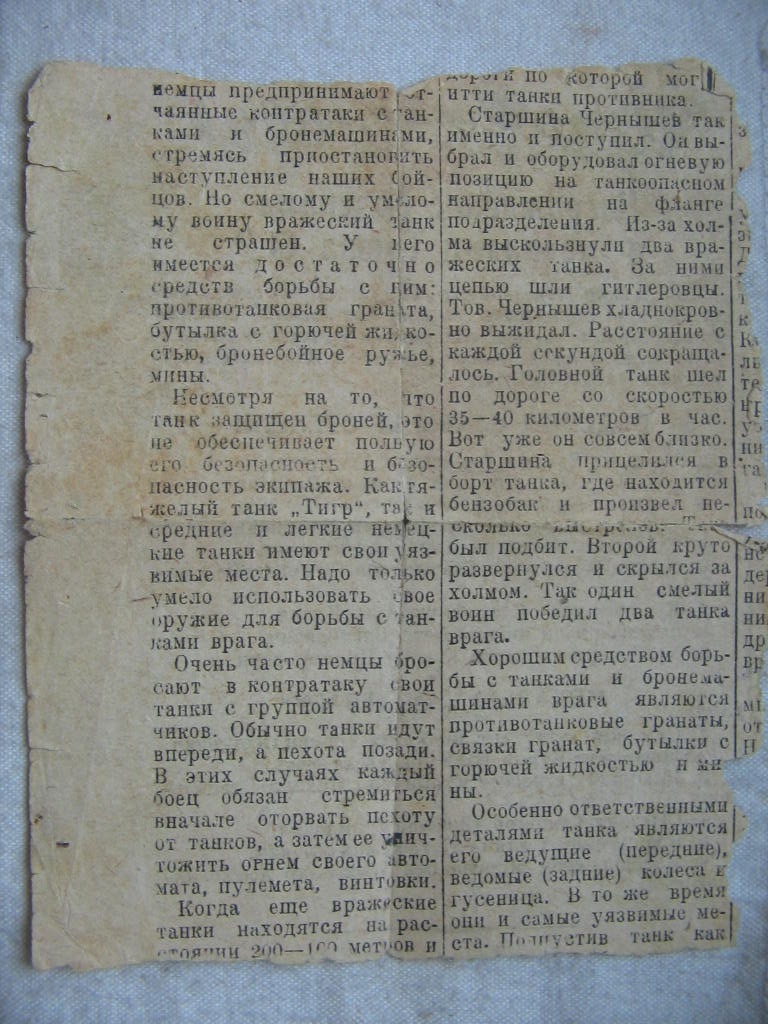 немцы предпринимают от-
чаянные контратаки с тан-
ками и бронемашинами,
стремясь приостановить
наступление наших бой-
цов. Но смелому и умело-
му воину вражеский танк
не страшен. У него
имеется достаточно
средств борьбы с ним:
противотанковая граната,
бутылка с горючей жидко-
стью, бронебойное ружье,
мины.
Несмотря на то, что
танк защищен броней, это
не обеспечивает полную
его безопасность и безо-
пасность экипажа. Как тя-
желый танк „Тигр“, так и
средние и легкие немец-
кие танки имеют свои уяз-
вимые места. Надо только
умело использовать свое
оружие для борьбы с тан-
ками врага.
Очень часто немцы бро-
сают в контратаку свои
танки с группой автомат-
чиков. Обычно танки идут
впереди, а пехота позади.
В этих случаях каждый
боец обязан стремиться
вначале оторвать пехоту
от танков, а затем ее унич-
тожить огнем своего авто-
мата, пулемета, винтовки.
Когда еще вражеские
танки находятся на рас-
стоянии метров и
дороги по которой мог
итти танки противника.
Старшина Чернышев так
именно и поступил. Он вы-
брал и оборудовал огневую
позицию на танкоопасном
направлении на фланге
подразделения. Из-за хол-
ма выскользнули два вра-
жеских танка. За ними
цепью шли гитлеровцы.
Тов. Чернышев хладнокров-
но выжидал. Расстояние с
каждой секундой сокраща-
лось. Головной танк шел
по дороге со скоростью
35—40 километров в час.
Вот уже он совсем близко.
Старшина прицелился в
борт танка, где находится
бензобак и произвел не-
сколько выстрелов.
был подбит. Второй круто
развернулся и скрылся за
холмом. Так один смелый
воин победил два танка
врага.
Хорошим средством борь-
бы с танками и бронема-
шинами врага являются
противотанковые гранаты,
связки гранат, бутылки с
горючей жидкостью и ми-
ны.
Особенно ответственными
деталями танка являются
его ведущие (передние),
ведомые (задние) колеса и
гусеница. В то же время
они и самые уязвимые ме-
ста. Подпустив танк как